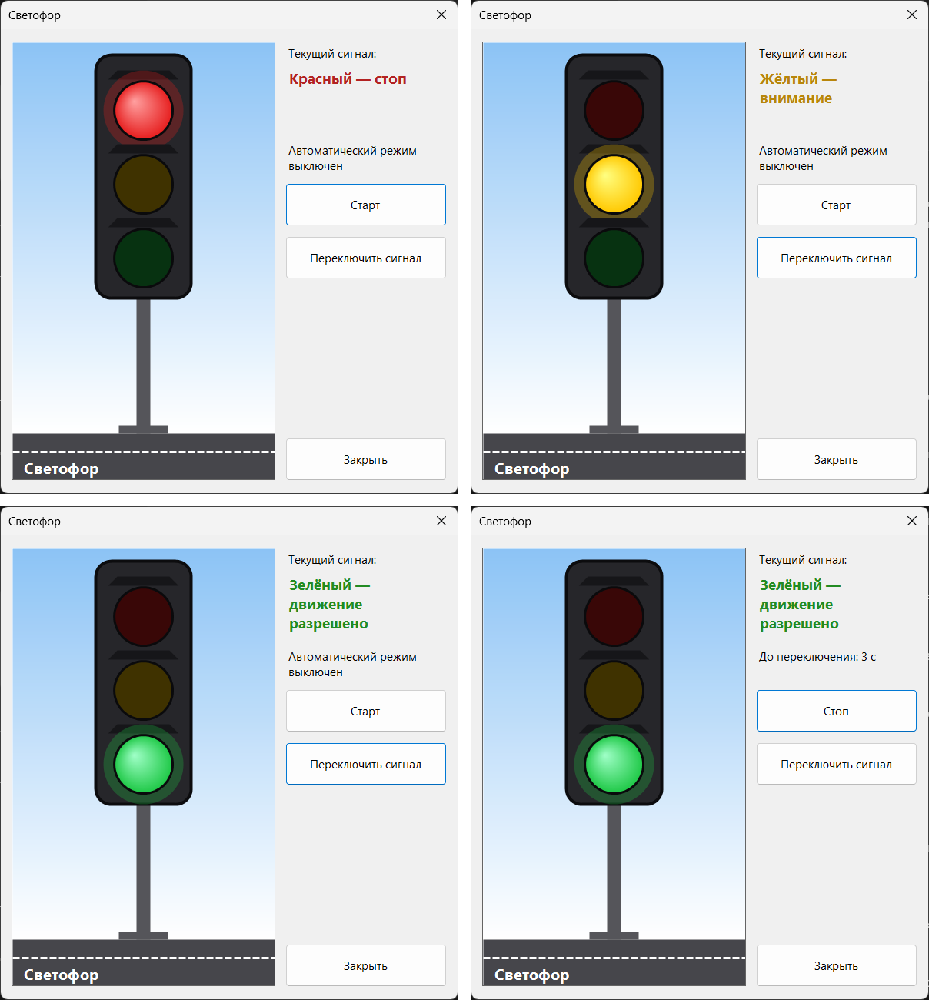 Светофор
Текущий сигнал:
Красный — стоп
Автоматический режим
выключен
Старт
Переключить сигнал
Закрыть
Светофор
Светофор
Текущий сигнал:
Жёлтый —
внимание
Автоматический режим
выключен
Старт
Переключить сигнал
Закрыть
Светофор
Светофор
Текущий сигнал:
Зелёный —
движение
разрешено
Автоматический режим
выключен
Старт
Переключить сигнал
Закрыть
Светофор
Светофор
Текущий сигнал:
Зелёный —
движение
разрешено
До переключения: 3 с
Стоп
Переключить сигнал
Закрыть
Светофор